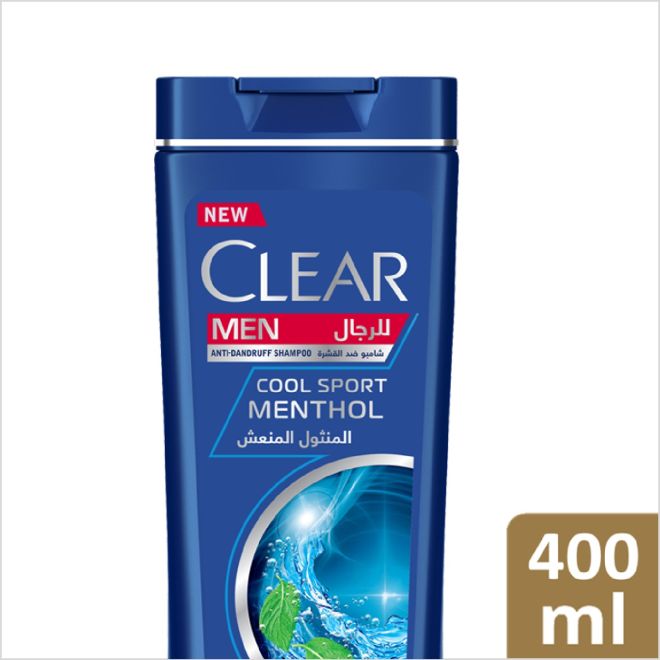 NEW
CLEAR
MEN للرجال
ANTI-DANDRUFF SHAMPOO شامبو ضد القشرة
COOL SPORT
MENTHOL
المنثول المنعش
400
ml